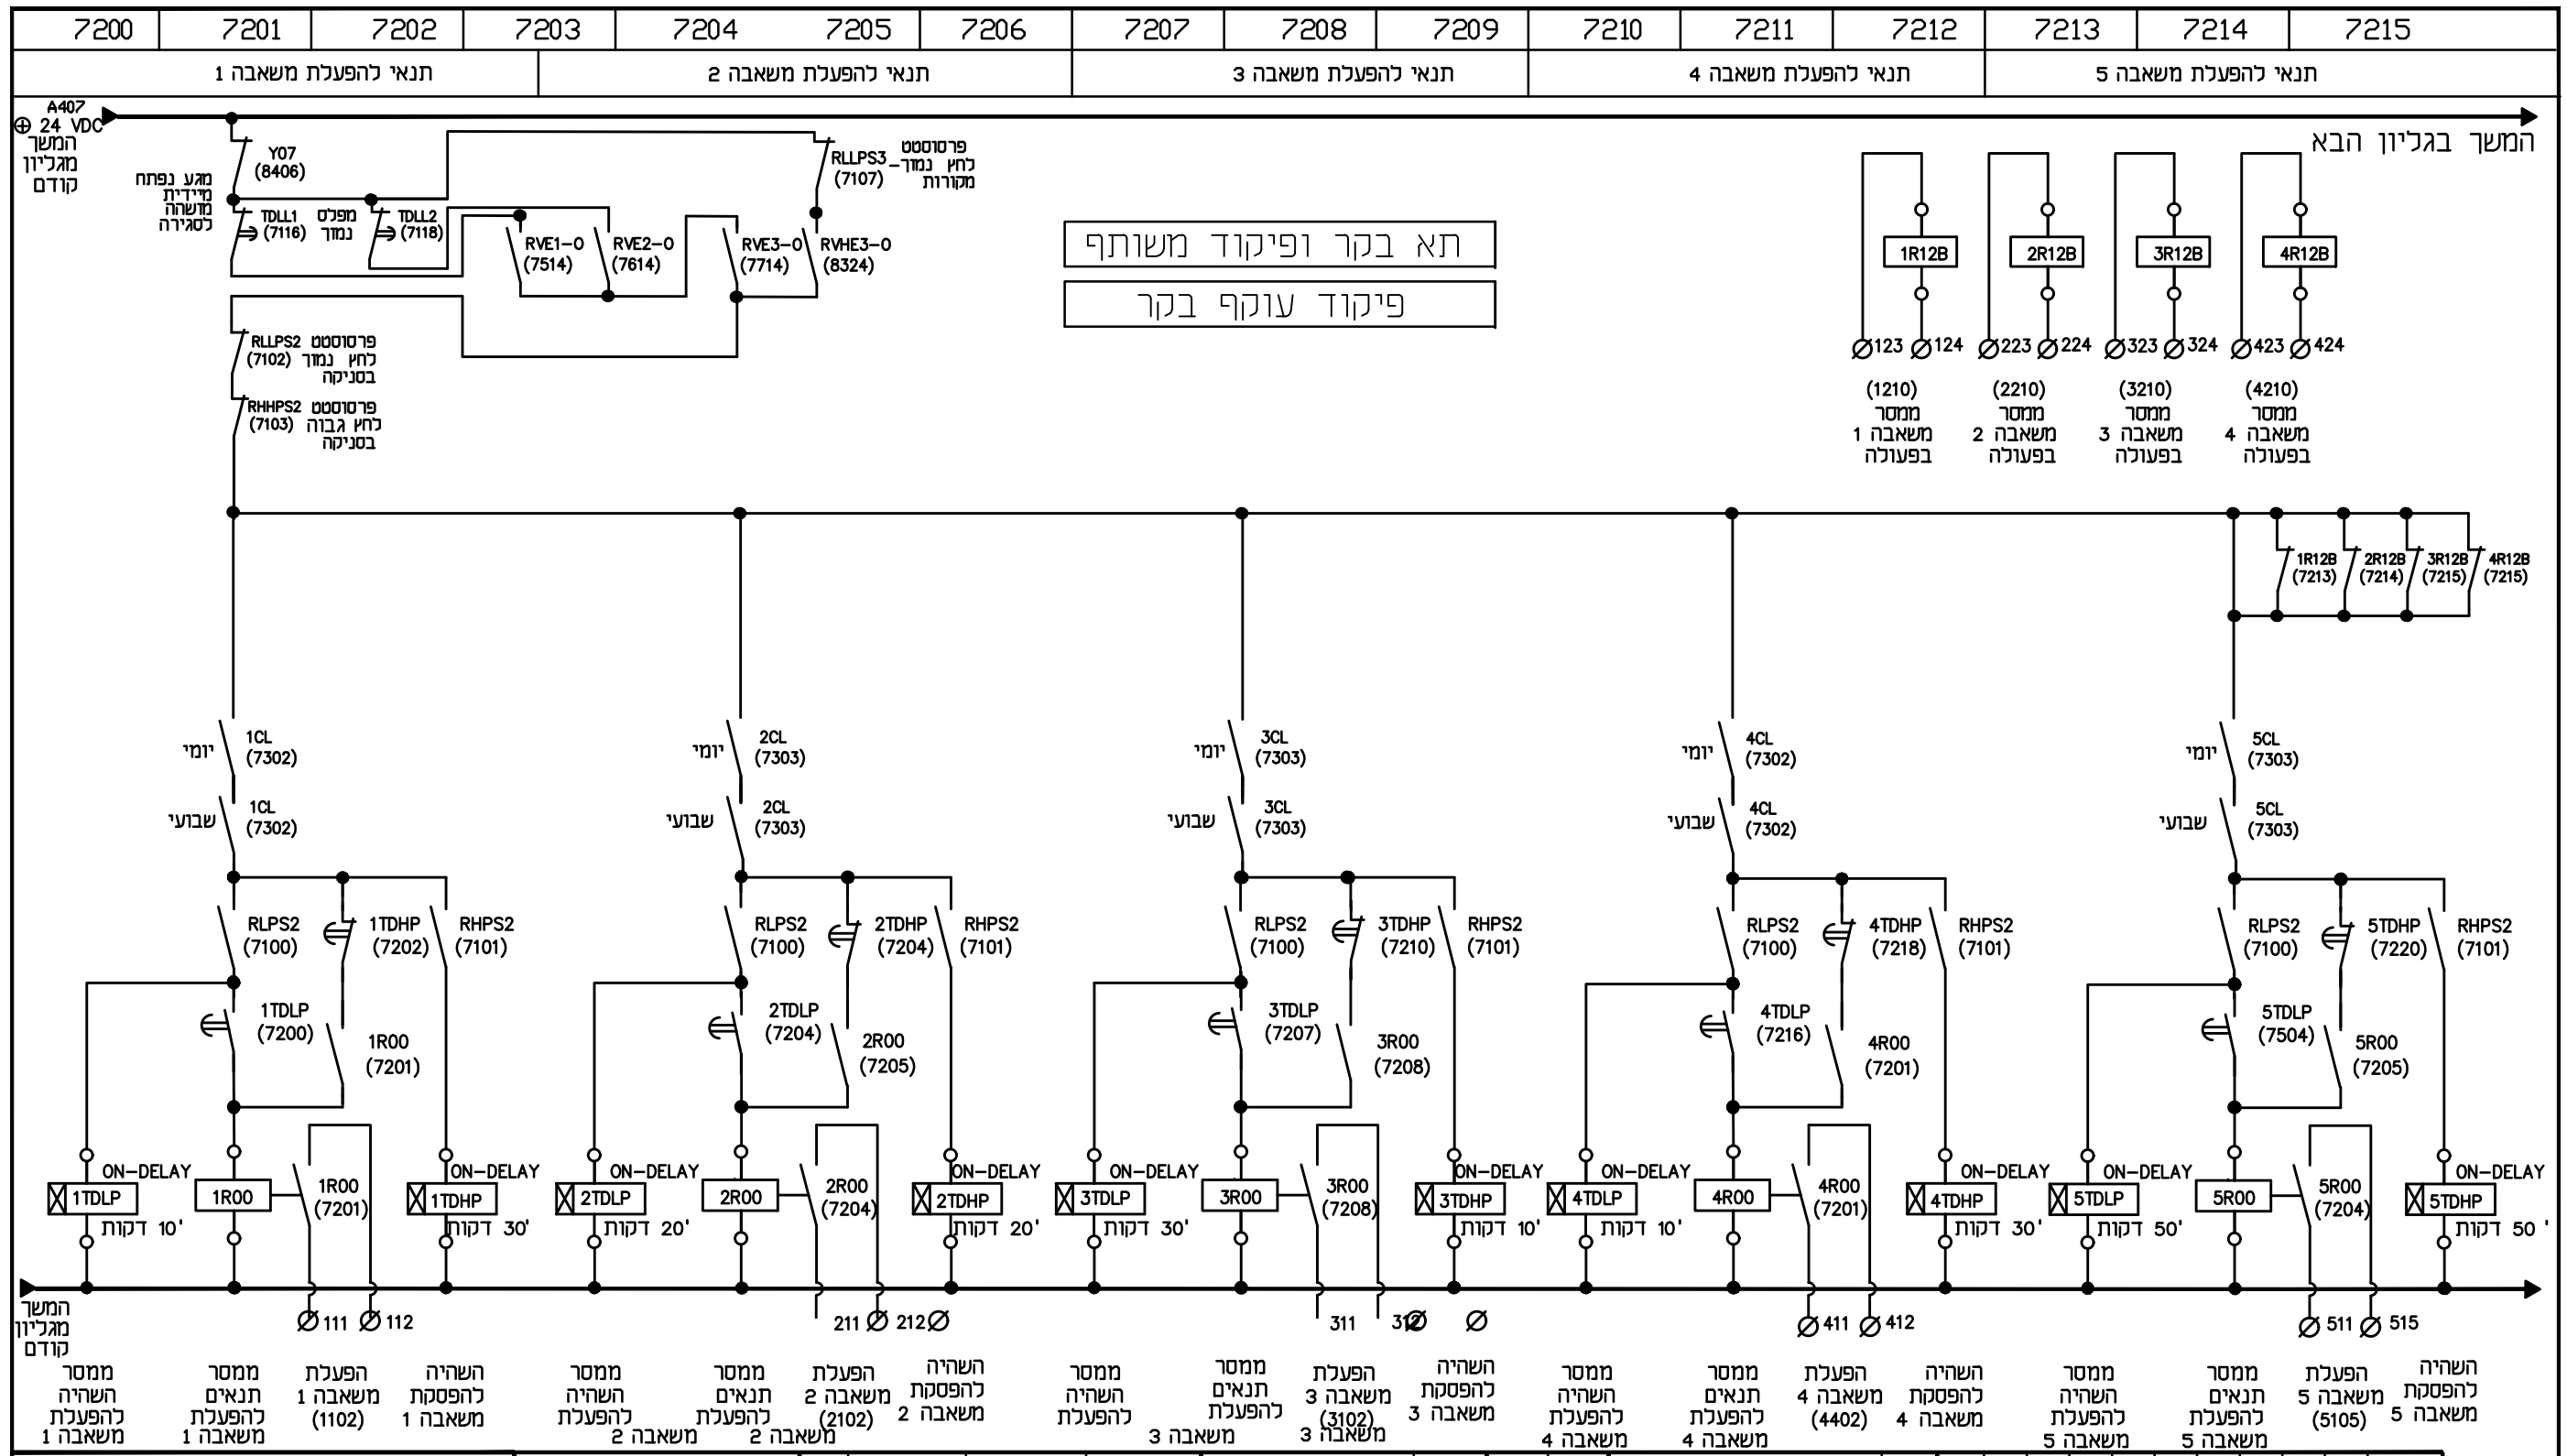 7200 7201 7202 7203 7204 7205 7206 7207 7208 7209 7210 7211 7212 7213 7214 7215
תנאי להפעלת משאבה 1
תנאי להפעלת משאבה 2
תנאי להפעלת משאבה 3
תנאי להפעלת משאבה 4
תנאי להפעלת משאבה 5
A407
24 VDC
המשך
מגליון
קודם
המשך בגליון הבא
Y07
(8406)
מגע נפתח
מיידית
מושהה
לסגירה
TDLL1
(7116)
מפלס
נמוך
TDLL2
(7118)
RVE1-O
(7514)
RVE2-O
(7614)
RVE3-O
(7714)
RVHE3-O
(8324)
RLLPS3
(7107)
פרסוסטט
לחץ נמוך-
מקורות
תא בקר ופיקוד משותף
פיקוד עוקף בקר
RLLPS2
(7102)
פרסוסטט
לחץ נמוך
בסניקה
RHHPS2
(7103)
פרסוסטט
לחץ גבוה
בסניקה
1R12B
2R12B
3R12B
4R12B
123 124
223 224
323 324
423 424
(1210)
ממסר
משאבה 1
בפעולה
(2210)
ממסר
משאבה 2
בפעולה
(3210)
ממסר
משאבה 3
בפעולה
(4210)
ממסר
משאבה 4
בפעולה
1R12B
(7213)
2R12B
(7214)
3R12B
(7215)
4R12B
(7215)
יומי
1CL
(7302)
שבועי
1CL
(7302)
יומי
2CL
(7303)
שבועי
2CL
(7303)
יומי
3CL
(7303)
שבועי
3CL
(7303)
יומי
4CL
(7302)
שבועי
4CL
(7302)
יומי
5CL
(7303)
שבועי
5CL
(7303)
RLPS2
(7100)
1TDHP
(7202)
RHPS2
(7101)
1TDLP
(7200)
1R00
(7201)
RLPS2
(7100)
2TDHP
(7204)
RHPS2
(7101)
2TDLP
(7204)
2R00
(7205)
RLPS2
(7100)
3TDHP
(7210)
RHPS2
(7101)
3TDLP
(7207)
3R00
(7208)
RLPS2
(7100)
4TDHP
(7218)
RHPS2
(7101)
4TDLP
(7216)
4R00
(7201)
RLPS2
(7100)
5TDHP
(7220)
RHPS2
(7101)
5TDLP
(7504)
5R00
(7205)
ON-DELAY
1TDLP
10' דקות
1R00
1R00
(7201)
ON-DELAY
1TDHP
30' דקות
ON-DELAY
2TDLP
20' דקות
2R00
2R00
(7204)
ON-DELAY
2TDHP
20' דקות
ON-DELAY
3TDLP
30' דקות
3R00
3R00
(7208)
ON-DELAY
3TDHP
10' דקות
ON-DELAY
4TDLP
10' דקות
4R00
4R00
(7201)
ON-DELAY
4TDHP
30' דקות
ON-DELAY
5TDLP
50' דקות
5R00
5R00
(7204)
ON-DELAY
5TDHP
50 ' דקות
המשך
מגליון
קודם
111 112
211 212
311 312
411 412
511 515
ממסר
השהיה
להפעלת
משאבה 1
ממסר
תנאים
להפעלת
משאבה 1
הפעלת
משאבה 1
(1102)
השהיה
להפסקת
משאבה 1
ממסר
השהיה
להפעלת
משאבה 2
ממסר
תנאים
להפעלת
משאבה 2
הפעלת
משאבה 2
(2102)
השהיה
להפסקת
משאבה 2
ממסר
השהיה
להפעלת
משאבה 3
ממסר
תנאים
להפעלת
משאבה 3
הפעלת
משאבה 3
(3102)
השהיה
להפסקת
משאבה 3
ממסר
השהיה
להפעלת
משאבה 4
ממסר
תנאים
להפעלת
משאבה 4
הפעלת
משאבה 4
(4402)
השהיה
להפסקת
משאבה 4
ממסר
השהיה
להפעלת
משאבה 5
ממסר
תנאים
להפעלת
משאבה 5
הפעלת
משאבה 5
(5105)
השהיה
להפסקת
משאבה 5